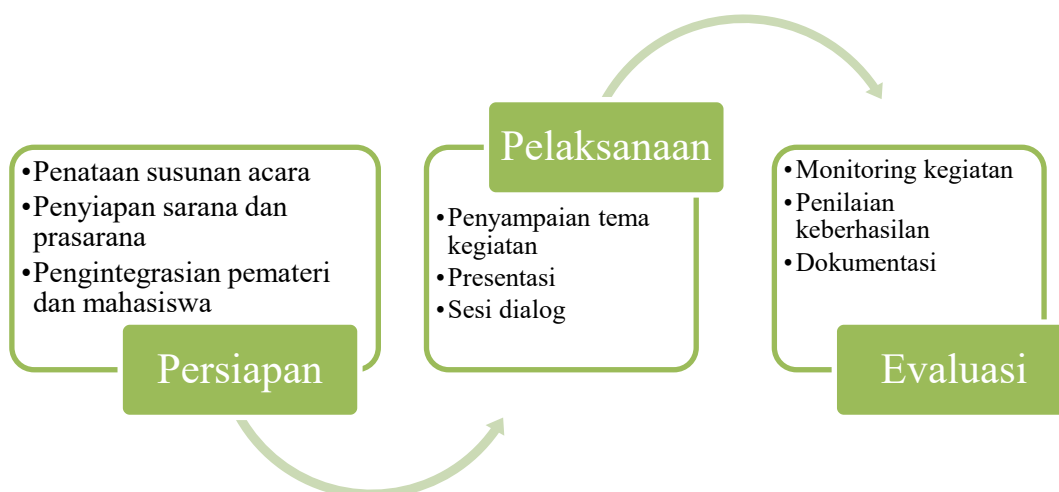 •Penataan susunan acara
•Penyiapan sarana dan
prasarana
•Pengintegrasian pemateri
dan mahasiswa
Persiapan
Pelaksanaan
•Penyampaian tema
kegiatan
•Presentasi
•Sesi dialog
•Monitoring kegiatan
•Penilaian
keberhasilan
•Dokumentasi
Evaluasi